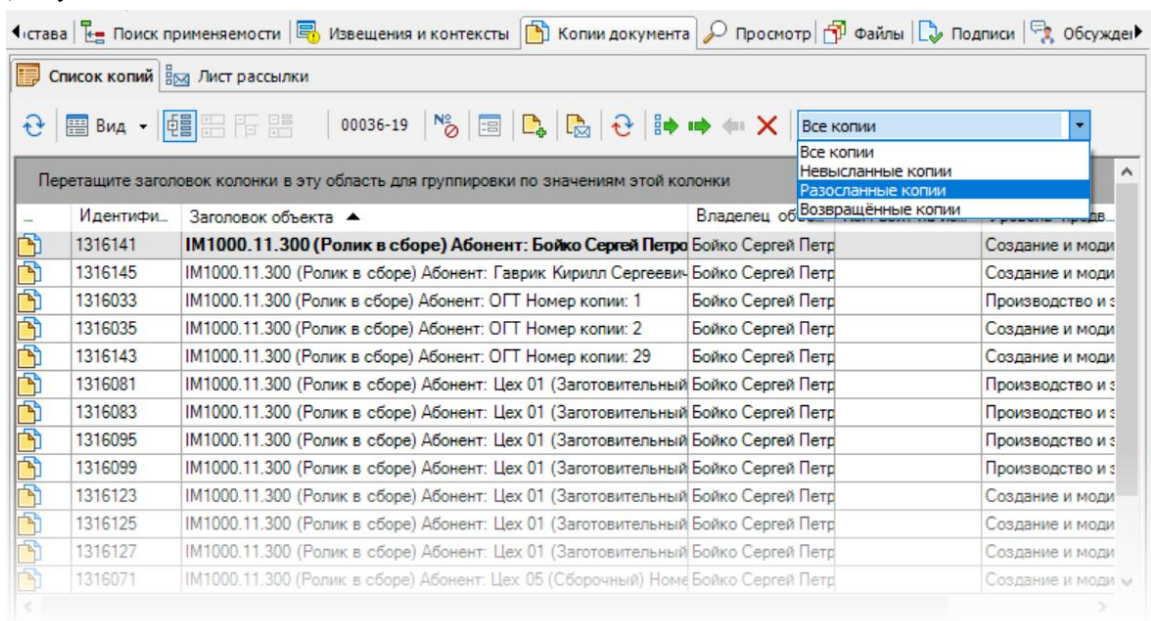 става Поиск применяемости Извещения и контексты Копии документа Просмотр Файлы Подписи Обсужден
Список копий Лист рассылки
Вид 00036-19 Все копии
Все копии
Невысланные копии
Разосланные копии
Возвращённые копии
Перетащите заголовок колонки в эту область для группировки по значениям этой колонки
... Идентифи... Заголовок объекта Владелец об
1316141 IM1000.11.300 (Ролик в сборе) Абонент: Бойко Сергей Петро Бойко Сергей Петр Создание и моди
1316145 IM1000.11.300 (Ролик в сборе) Абонент: Гаврик Кирилл Сергеевич Бойко Сергей Петр Создание и моди
1316033 IM1000.11.300 (Ролик в сборе) Абонент: ОГТ Номер копии: 1 Бойко Сергей Петр Производство и з
1316035 IM1000.11.300 (Ролик в сборе) Абонент: ОГТ Номер копии: 2 Бойко Сергей Петр Создание и моди
1316143 IM1000.11.300 (Ролик в сборе) Абонент: ОГТ Номер копии: 29 Бойко Сергей Петр Создание и моди
1316081 IM1000.11.300 (Ролик в сборе) Абонент: Цех 01 (Заготовительный Бойко Сергей Петр Производство и з
1316083 IM1000.11.300 (Ролик в сборе) Абонент: Цех 01 (Заготовительный Бойко Сергей Петр Производство и з
1316095 IM1000.11.300 (Ролик в сборе) Абонент: Цех 01 (Заготовительный Бойко Сергей Петр Производство и з
1316099 IM1000.11.300 (Ролик в сборе) Абонент: Цех 01 (Заготовительный Бойко Сергей Петр Производство и з
1316123 IM1000.11.300 (Ролик в сборе) Абонент: Цех 01 (Заготовительный Бойко Сергей Петр Создание и моди
1316125 IM1000.11.300 (Ролик в сборе) Абонент: Цех 01 (Заготовительный Бойко Сергей Петр Создание и моди
1316127 IM1000.11.300 (Ролик в сборе) Абонент: Цех 01 (Заготовительный Бойко Сергей Петр Создание и моди
1316071 IM1000.11.300 (Ролик в сборе) Абонент: Цех 05 (Сборочный) Номе Бойко Сергей Петр Создание и моди